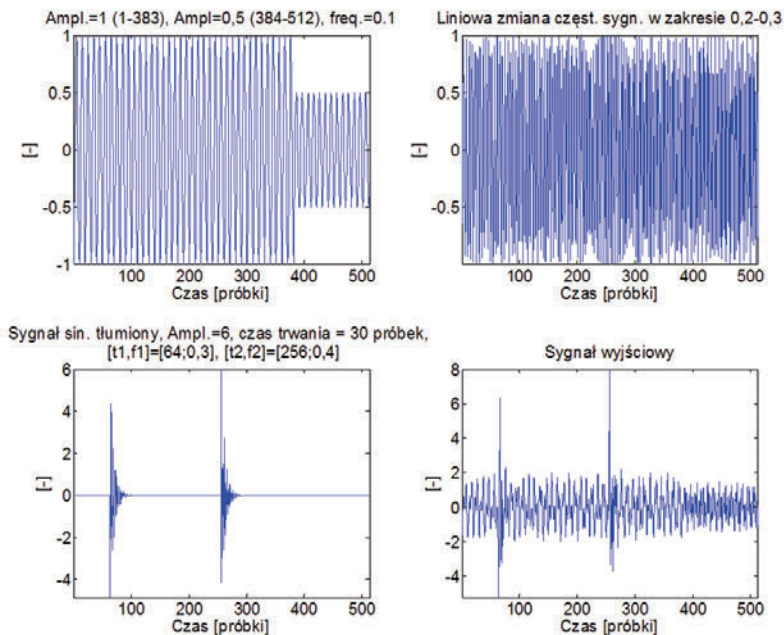 Ampl.=1 (1-383), Ampl=0,5 (384-512), freq.=0.1
1
0.5
0
-0.5
-1
[-]
100 200 300 400 500
Czas [próbki]
Liniowa zmiana częst. sygn. w zakresie 0,2-0,3
1
0.5
0
-0.5
-1
[-]
100 200 300 400 500
Czas [próbki]
Sygnał sin. tłumiony, Ampl.=6, czas trwania = 30 próbek,
[t1,f1]=[64;0,3], [t2,f2]=[256;0,4]
6
4
2
0
-2
-4
[-]
100 200 300 400 500
Czas [próbki]
Sygnał wyjściowy
8
6
4
2
0
-2
-4
[-]
100 200 300 400 500
Czas [próbki]